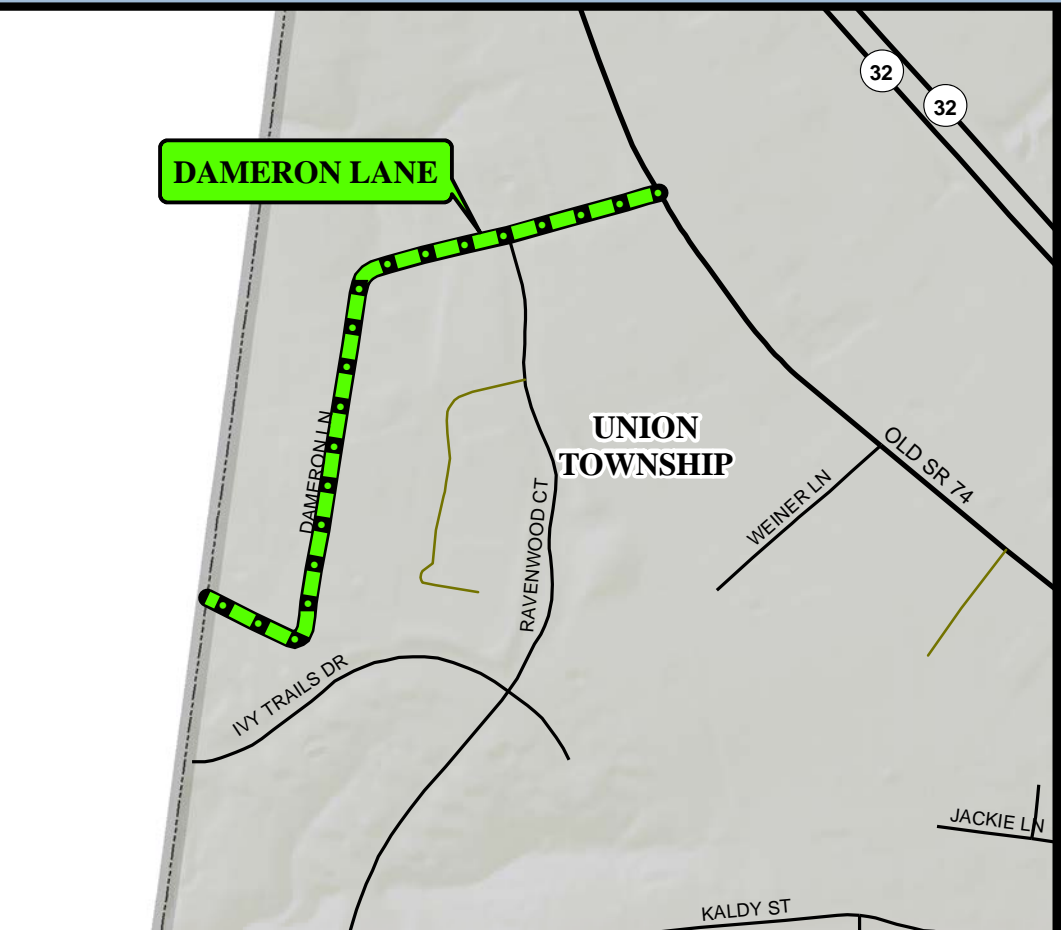 32
32
DAMERON LANE
DAMERON LN
UNION
TOWNSHIP
OLD SR 74
WEINER LN
RAVENWOOD CT
IVY TRAILS DR
JACKIE LN
KALDY ST